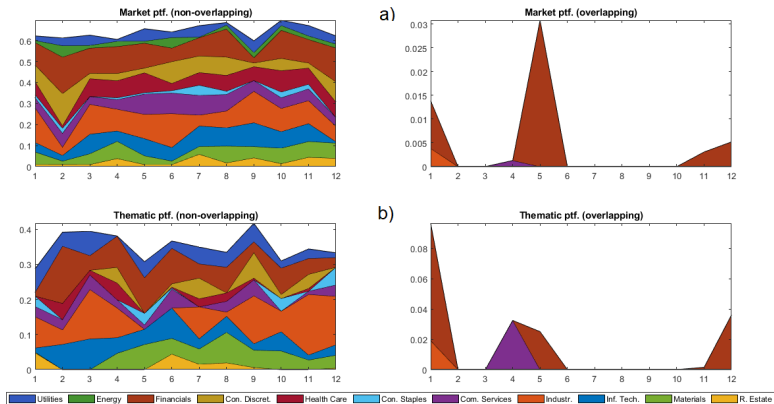 Market ptf. (non-overlapping)
a)
Market ptf. (overlapping)
0.6
0.5
0.4
0.3
0.2
0.1
0
1 2 3 4 5 6 7 8 9 10 11 12
0.03
0.025
0.02
0.015
0.01
0.005
0
1 2 3 4 5 6 7 8 9 10 11 12
Thematic ptf. (non-overlapping)
b)
Thematic ptf. (overlapping)
0.4
0.3
0.2
0.1
0
1 2 3 4 5 6 7 8 9 10 11 12
0.08
0.06
0.04
0.02
0
1 2 3 4 5 6 7 8 9 10 11 12
Utilities Energy Financials Con. Discret. Health Care Con. Staples Com. Services Industr. Inf. Tech. Materials R. Estate